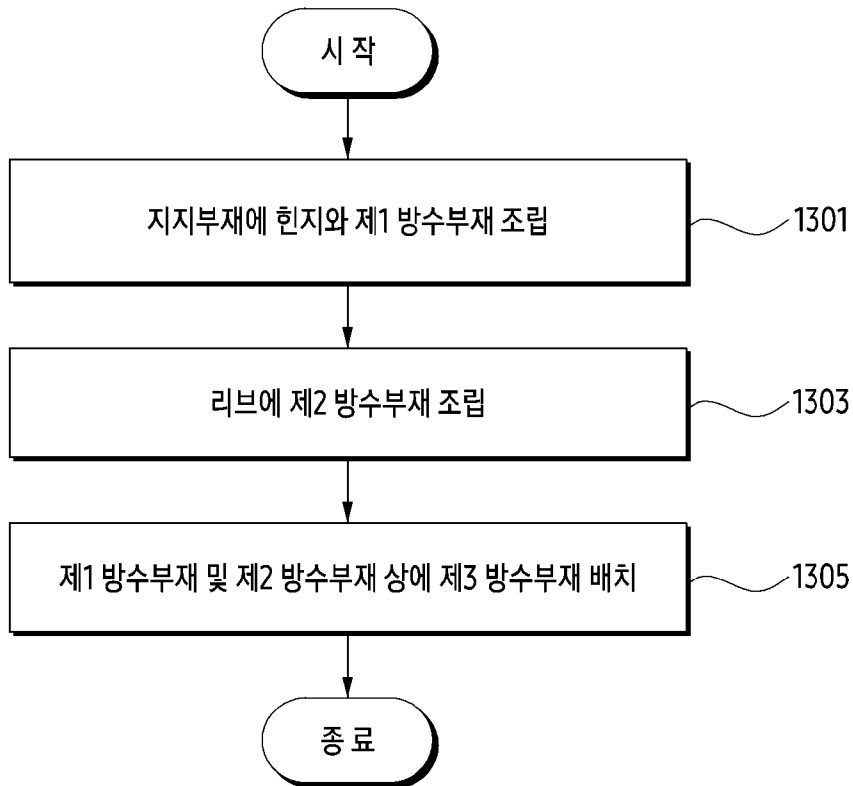 시 작
지지부재에 힌지와 제1 방수부재 조립
1301
리브에 제2 방수부재 조립
1303
제1 방수부재 및 제2 방수부재 상에 제3 방수부재 배치
1305
종 료